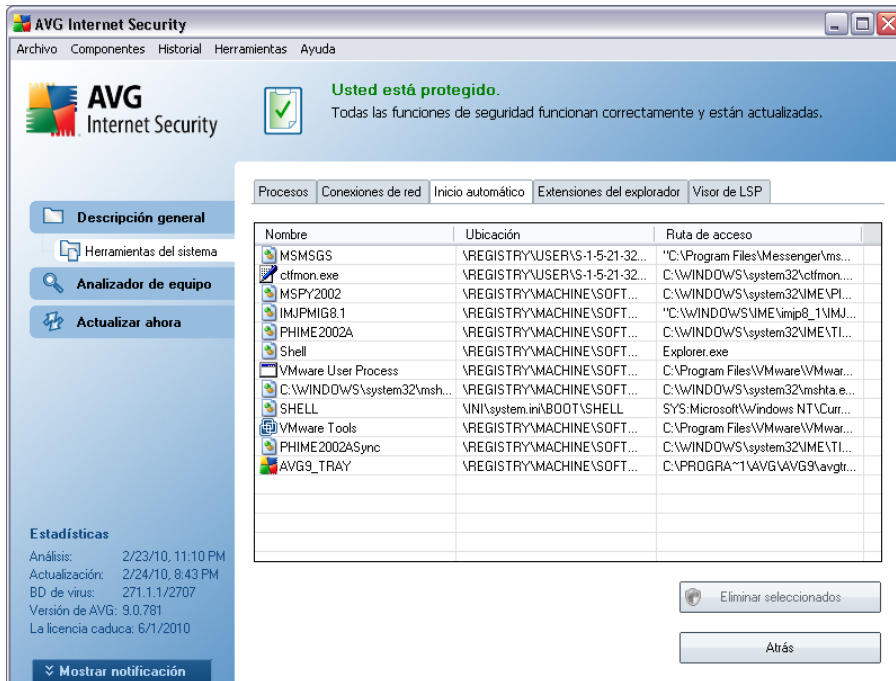 AVG Internet Security
Archivo Componentes Historial Herramientas Ayuda
AVG
Internet Security
Usted está protegido.
Todas las funciones de seguridad funcionan correctamente y están actualizadas.
Procesos Conexiones de red Inicio automático Extensiones del explorador Visor de LSP
Descripción general
Herramientas del sistema
Analizador de equipo
Actualizar ahora
Nombre Ubicación Ruta de acceso
MSMSGS \REGISTRY\USER\S-1-5-21-32... "C:\Program Files\Messenger\ms...
ctfmon.exe \REGISTRY\USER\S-1-5-21-32... C:\WINDOWS\system32\ctfmon....
MSPY2002 \REGISTRY\MACHINE\SOFT... C:\WINDOWS\system32\IME\PI...
IMJPMIG8.1 \REGISTRY\MACHINE\SOFT... "C:\WINDOWS\IME\imjp8_1\IMJ...
PHIME2002A \REGISTRY\MACHINE\SOFT... C:\WINDOWS\system32\IME\TI...
Shell \REGISTRY\MACHINE\SOFT... Explorer.exe
VMware User Process \REGISTRY\MACHINE\SOFT... C:\Program Files\VMware\VMwar...
C:\WINDOWS\system32\msh... \REGISTRY\MACHINE\SOFT... C:\WINDOWS\system32\mshta.e...
SHELL \INI\system.ini\BOOT\SHELL SYS:Microsoft\Windows NT\Curr...
VMware Tools \REGISTRY\MACHINE\SOFT... C:\Program Files\VMware\VMwar...
PHIME2002ASync \REGISTRY\MACHINE\SOFT... C:\WINDOWS\system32\IME\TI...
AVG9_TRAY \REGISTRY\MACHINE\SOFT... C:\PROGRA~1\AVG\AVG9\avgtr...
Estadísticas
Análisis: 2/23/10, 11:10 PM
Actualización: 2/24/10, 8:43 PM
BD de virus: 271.1.1/2707
Versión de AVG: 9.0.781
La licencia caduca: 6/1/2010
Mostrar notificación
Eliminar seleccionados
Atrás